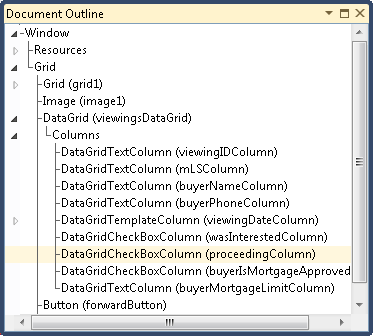 Document Outline
Window
Resources
Grid
Grid (grid1)
Image (image1)
DataGrid (viewingsDataGrid)
Columns
DataGridTextColumn (viewingIDColumn)
DataGridTextColumn (mLSColumn)
DataGridTextColumn (buyerNameColumn)
DataGridTextColumn (buyerPhoneColumn)
DataGridTemplateColumn (viewingDateColumn)
DataGridCheckBoxColumn (wasInterestedColumn)
DataGridCheckBoxColumn (proceedingColumn)
DataGridCheckBoxColumn (buyerIsMortgageApproved
DataGridTextColumn (buyerMortgageLimitColumn)
Button (forwardButton)